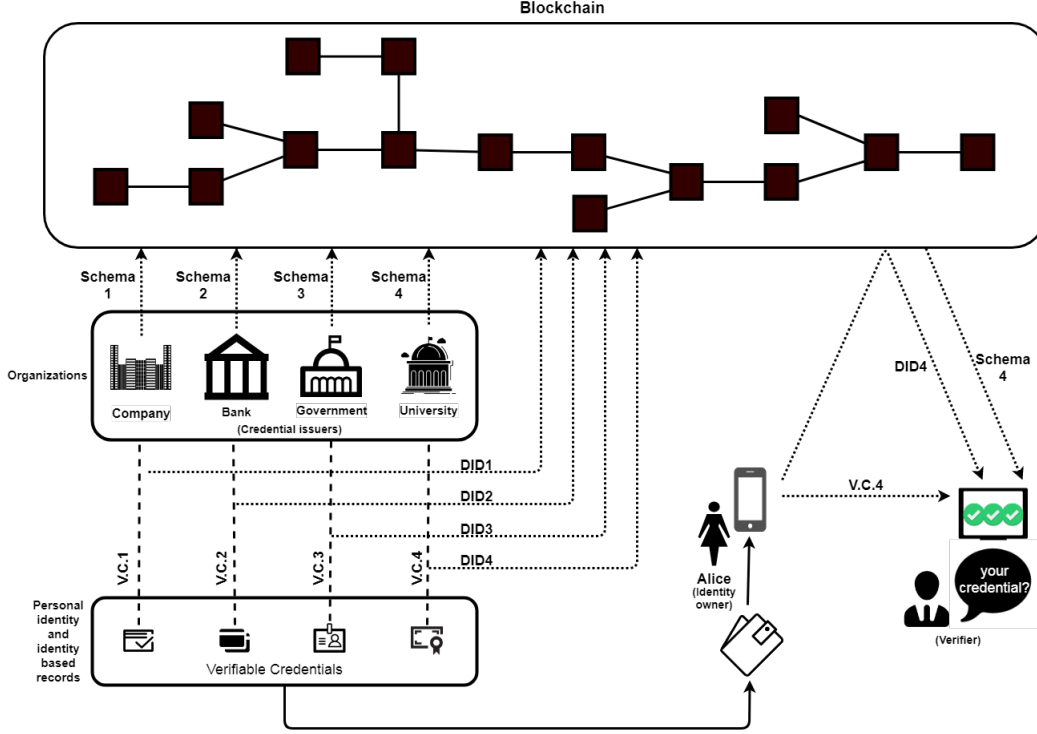 Blockchain
Schema
1
Schema
2
Schema
3
Schema
4
Organizations
Company
Bank
Government
University
(Credential issuers)
DID4
Schema
4
DID1
DID2
DID3
DID4
V.C.1
V.C.2
V.C.3
V.C.4
V.C.4
Alice
(Identity
owner)
your
credential?
(Verifier)
Personal
identity and
identity
based
records
Verifiable Credentials